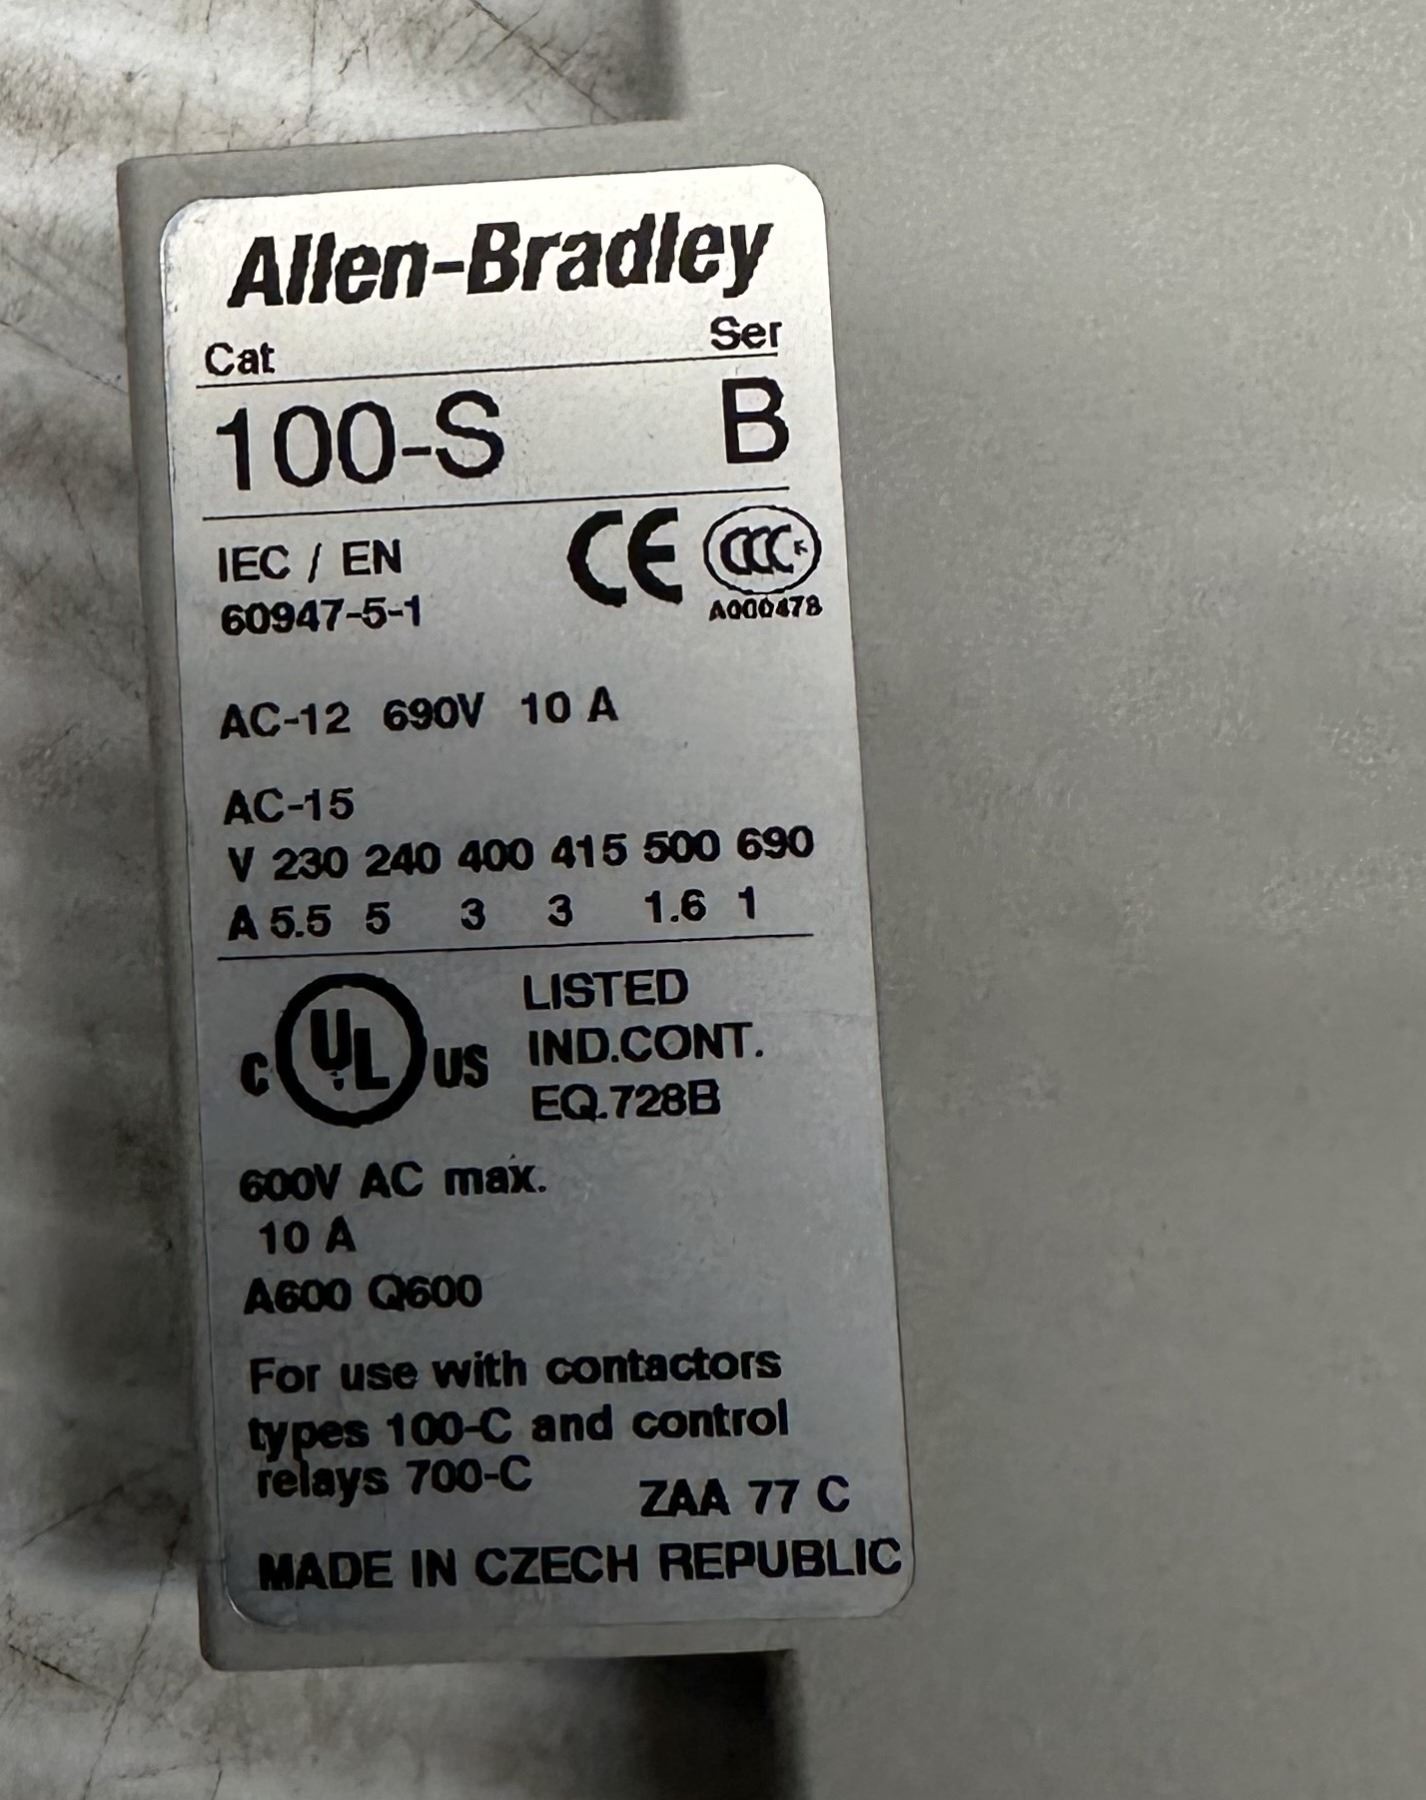 Allen-Bradley
Cat Ser
100-S B
IEC / EN
60947-5-1
CE CCC
A000478
AC-12 690V 10 A
AC-15
V 230 240 400 415 500 690
A 5.5 5 3 3 1.6 1
C UL US
LISTED
IND.CONT.
EQ.728B
600V AC max.
10 A
A600 Q600
For use with contactors
types 100-C and control
relays 700-C
ZAA 77 C
MADE IN CZECH REPUBLIC